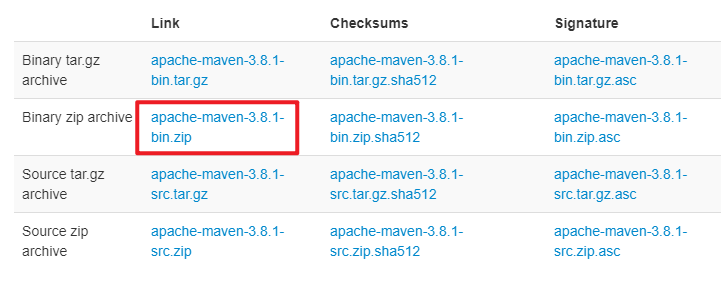 Link Checksums Signature
Binary tar.gz apache-maven-3.8.1- apache-maven-3.8.1- apache-maven-3.8.1-
archive bin.tar.gz bin.tar.gz.sha512 bin.tar.gz.asc
Binary zip archive apache-maven-3.8.1- apache-maven-3.8.1- apache-maven-3.8.1-
bin.zip bin.zip.sha512 bin.zip.asc
Source tar.gz apache-maven-3.8.1- apache-maven-3.8.1- apache-maven-3.8.1-
archive src.tar.gz src.tar.gz.sha512 src.tar.gz.asc
Source zip apache-maven-3.8.1- apache-maven-3.8.1- apache-maven-3.8.1-
archive src.zip src.zip.sha512 src.zip.asc